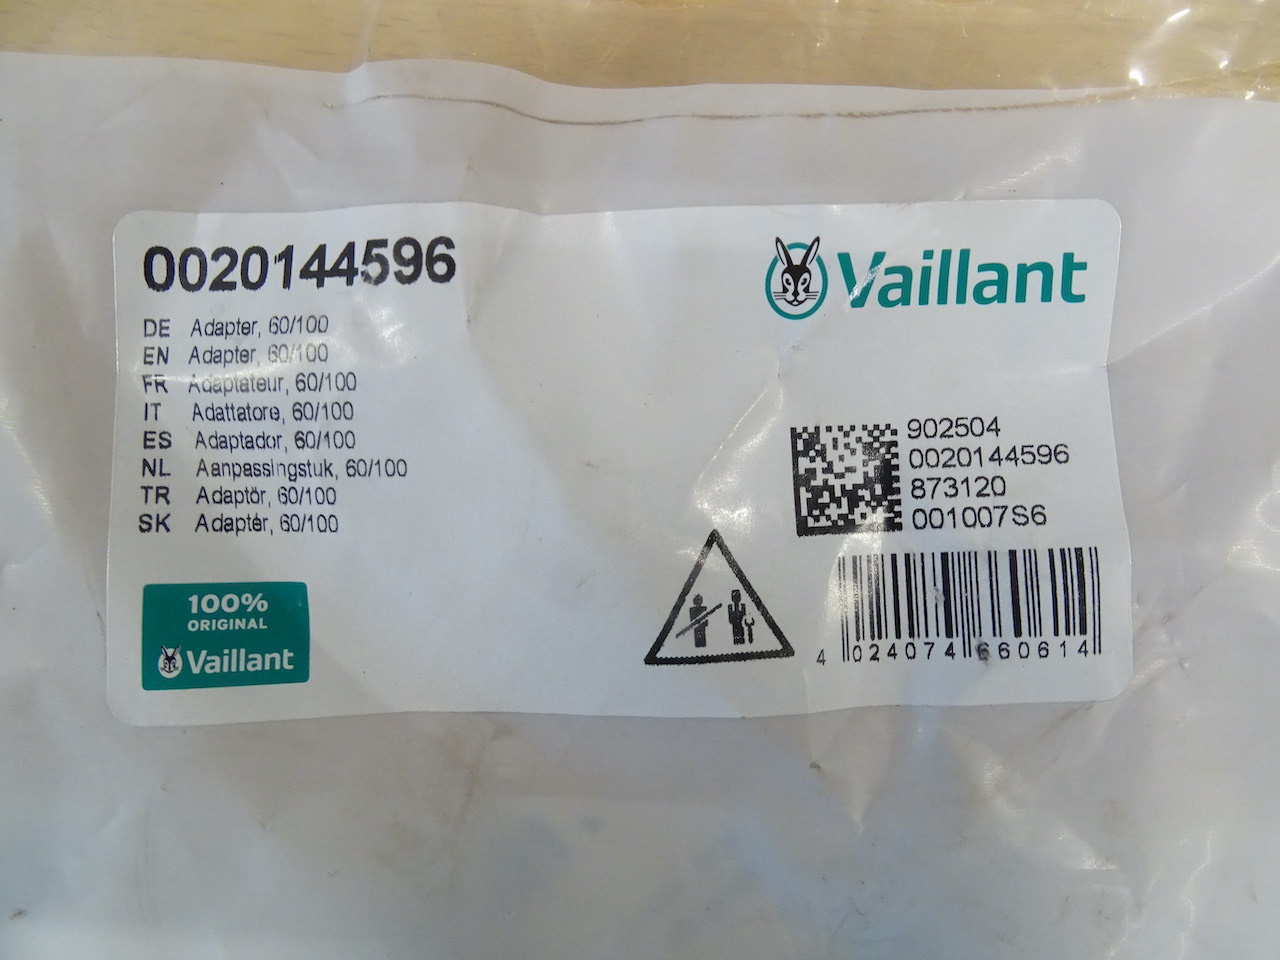 0020144596
Vaillant
DE Adapter, 60/100
EN Adapter, 60/100
FR Adaptateur, 60/100
IT Adattatore, 60/100
ES Adaptador, 60/100
NL Aanpassingstuk, 60/100
TR Adaptör, 60/100
SK Adaptér, 60/100
902504
0020144596
873120
001007S6
100%
ORIGINAL
Vaillant
4 024074 660614